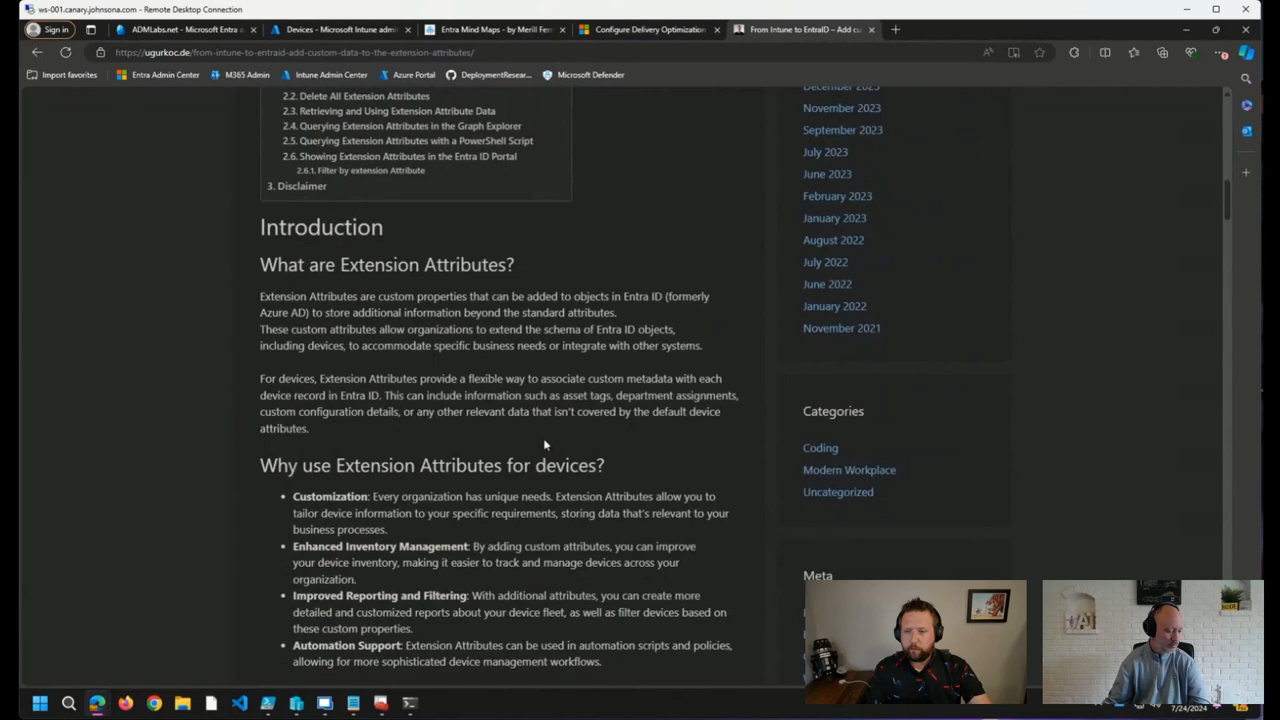 ws-001.canary.johnsona.com - Remote Desktop Connection
Sign in
ADMLabs.net - Microsoft Entra
Devices - Microsoft Intune admin
Entra Mind Maps - by Merill Fern
Configure Delivery Optimization
From Intune to EntraID – Add cu
https://ugurkoc.de/from-intune-to-entraid-add-custom-data-to-the-extension-attributes/
Import favorites
Entra Admin Center
M365 Admin
Intune Admin Center
Azure Portal
DeploymentResear...
Microsoft Defender
2.2. Delete All Extension Attributes
2.3. Retrieving and Using Extension Attribute Data
2.4. Querying Extension Attributes in the Graph Explorer
2.5. Querying Extension Attributes with a PowerShell Script
2.6. Showing Extension Attributes in the Entra ID Portal
2.6.1. Filter by extension Attribute
3. Disclaimer
Introduction
What are Extension Attributes?
Extension Attributes are custom properties that can be added to objects in Entra ID (formerly
Azure AD) to store additional information beyond the standard attributes.
These custom attributes allow organizations to extend the schema of Entra ID objects,
including devices, to accommodate specific business needs or integrate with other systems.
For devices, Extension Attributes provide a flexible way to associate custom metadata with each
device record in Entra ID. This can include information such as asset tags, department assignments,
custom configuration details, or any other relevant data that isn't covered by the default device
attributes.
Why use Extension Attributes for devices?
• Customization: Every organization has unique needs. Extension Attributes allow you to
tailor device information to your specific requirements, storing data that's relevant to your
business processes.
• Enhanced Inventory Management: By adding custom attributes, you can improve
your device inventory, making it easier to track and manage devices across your
organization.
• Improved Reporting and Filtering: With additional attributes, you can create more
detailed and customized reports about your device fleet, as well as filter devices based on
these custom properties.
• Automation Support: Extension Attributes can be used in automation scripts and policies,
allowing for more sophisticated device management workflows.
December 2023
November 2023
September 2023
July 2023
June 2023
February 2023
January 2023
August 2022
July 2022
June 2022
January 2022
November 2021
Categories
Coding
Modern Workplace
Uncategorized
Meta
7/24/2024